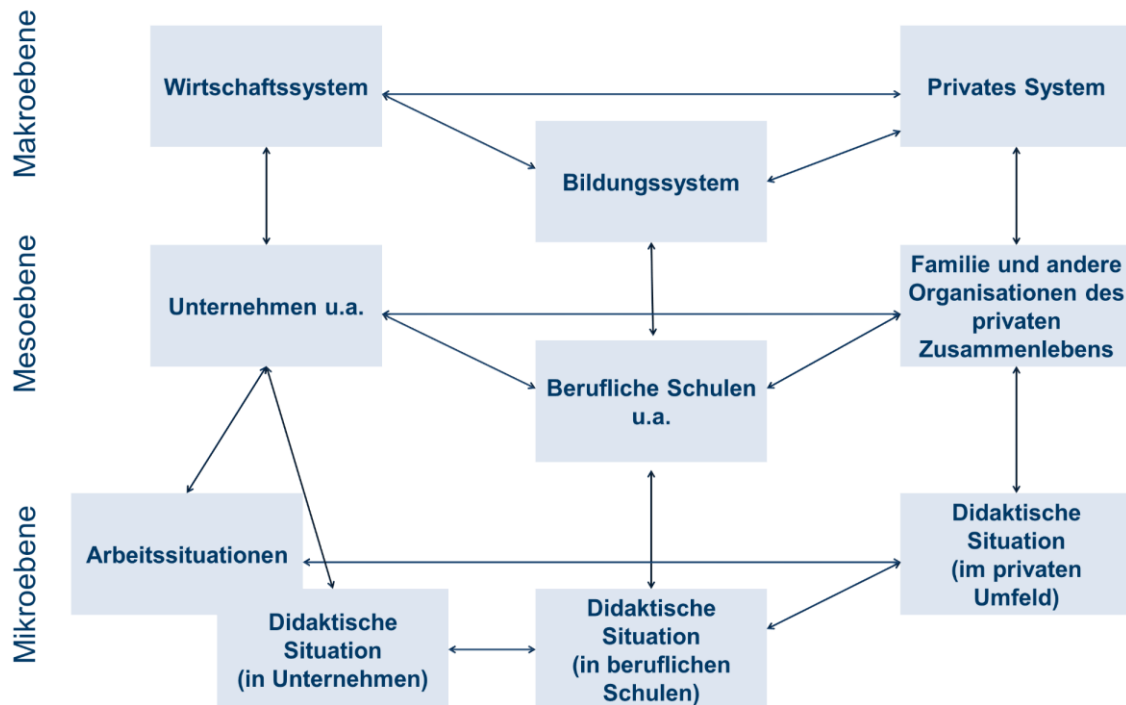 Makroebene
Wirtschaftssystem
Privates System
Bildungssystem
Mesoebene
Unternehmen u.a.
Familie und andere
Organisationen des
privaten
Zusammenlebens
Berufliche Schulen
u.a.
Mikroebene
Arbeitssituationen
Didaktische
Situation
(im privaten
Umfeld)
Didaktische
Situation
(in Unternehmen)
Didaktische
Situation
(in beruflichen
Schulen)